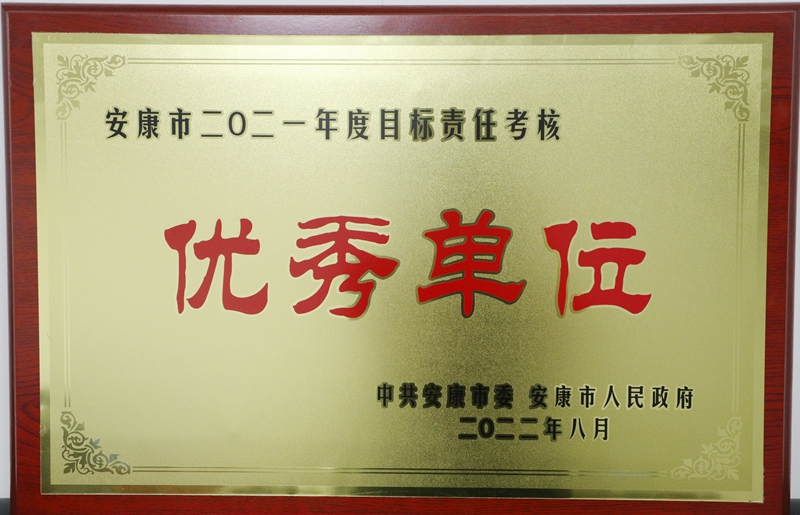 安康市二〇二一年度目标责任考核
优秀单位
中共安康市委 安康市人民政府
二〇二二年八月